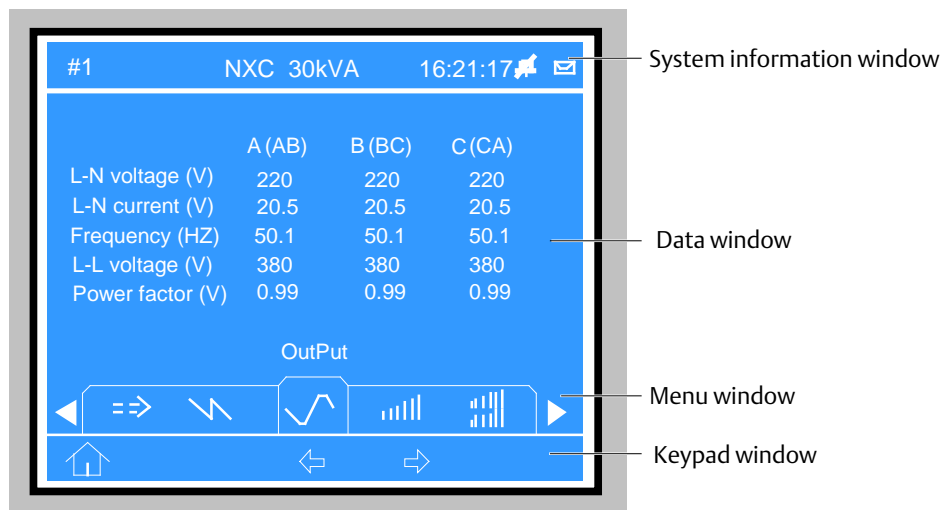 #1 NXC 30kVA 16:21:17
System information window
A (AB) B (BC) C (CA)
L-N voltage (V) 220 220 220
L-N current (V) 20.5 20.5 20.5
Frequency (HZ) 50.1 50.1 50.1
Data window
L-L voltage (V) 380 380 380
Power factor (V) 0.99 0.99 0.99
OutPut
Menu window
Keypad window